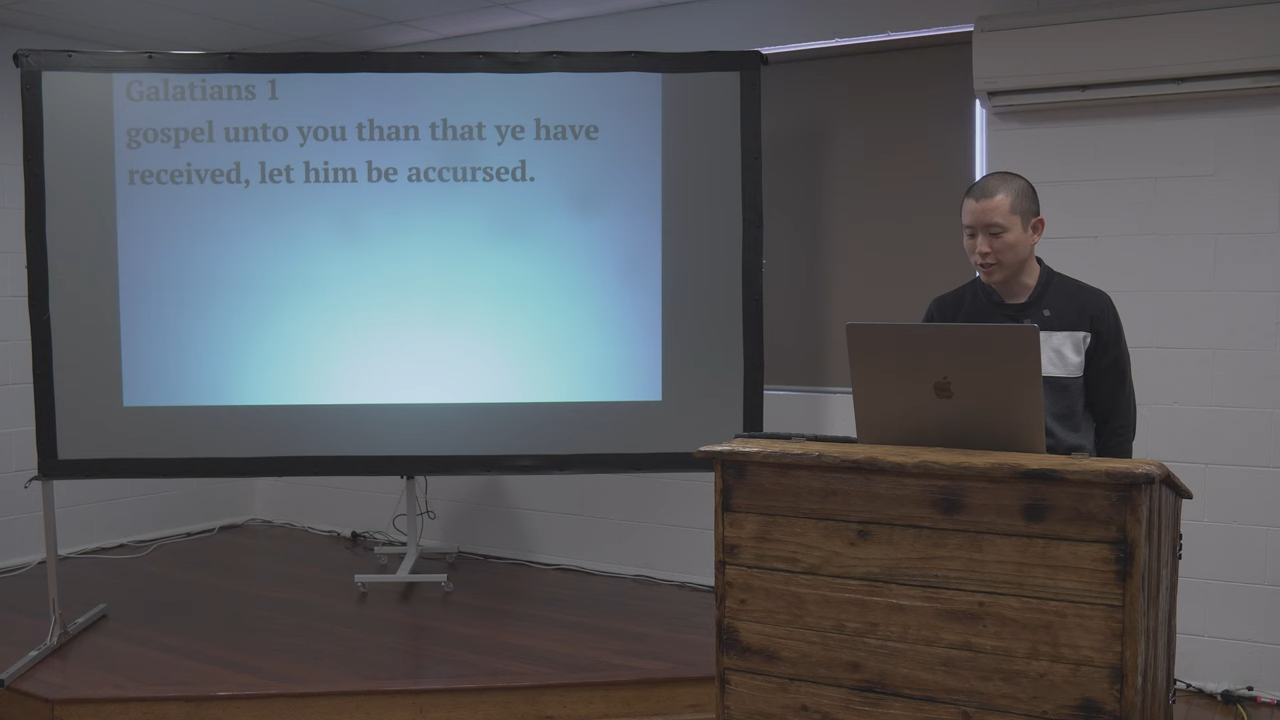 Galatians 1
gospel unto you than that ye have
received, let him be accursed.